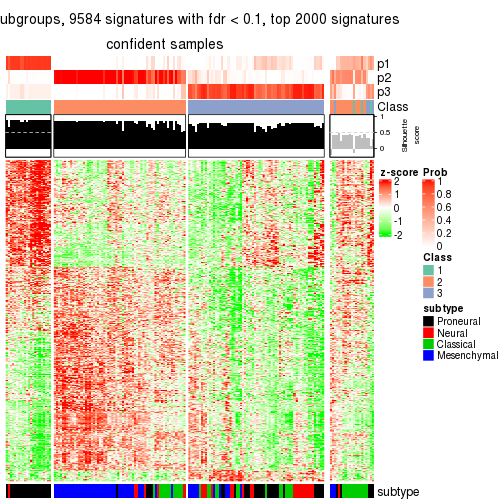 ubgroups, 9584 signatures with fdr < 0.1, top 2000 signatures
confident samples
p1
p2
p3
Class
1
0.5
0
Silhouette
score
z-score
2
1
0
-1
-2
Prob
1
0.8
0.6
0.4
0.2
0
Class
1
2
3
subtype
Proneural
Neural
Classical
Mesenchymal
subtype